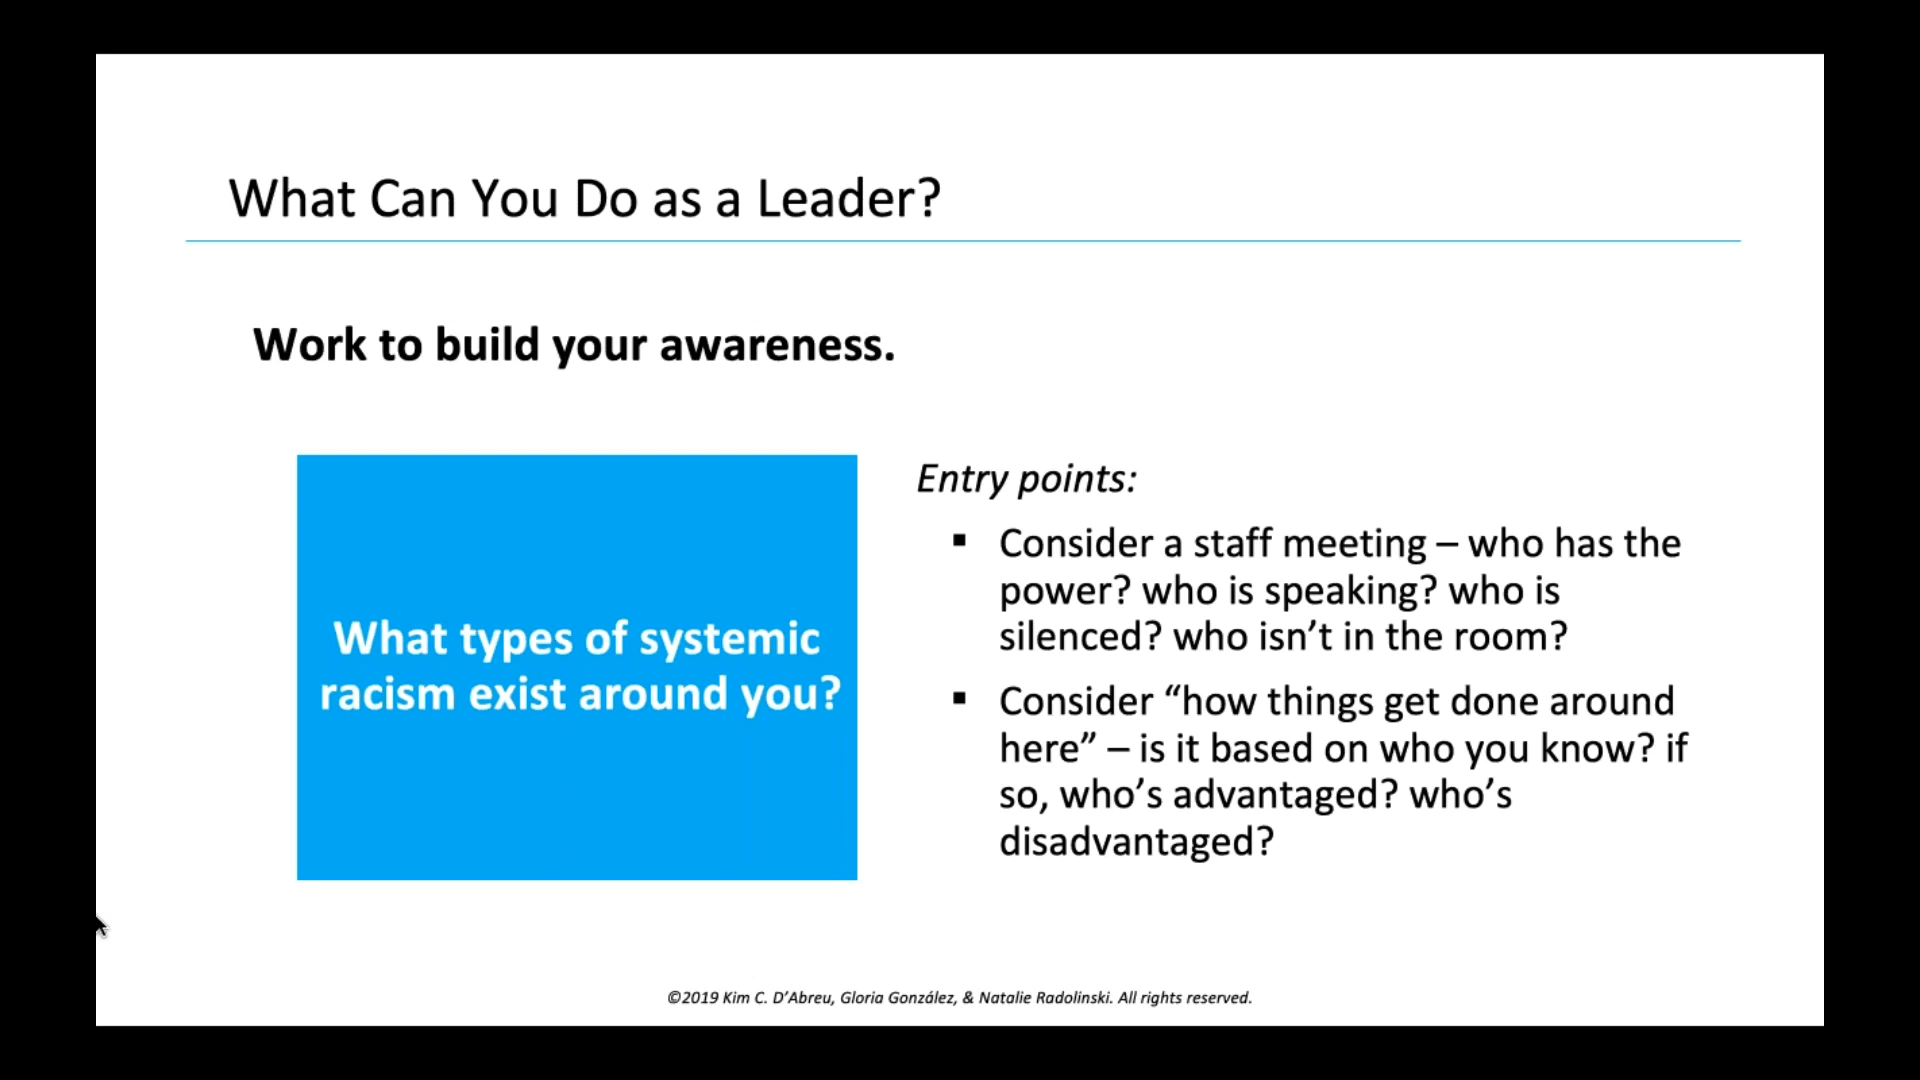 What Can You Do as a Leader?
Work to build your awareness.
What types of systemic
racism exist around you?
Entry points:
▪ Consider a staff meeting – who has the
power? who is speaking? who is
silenced? who isn’t in the room?
▪ Consider “how things get done around
here” – is it based on who you know? if
so, who’s advantaged? who’s
disadvantaged?
©2019 Kim C. D’Abreu, Gloria González, & Natalie Radolinski. All rights reserved.